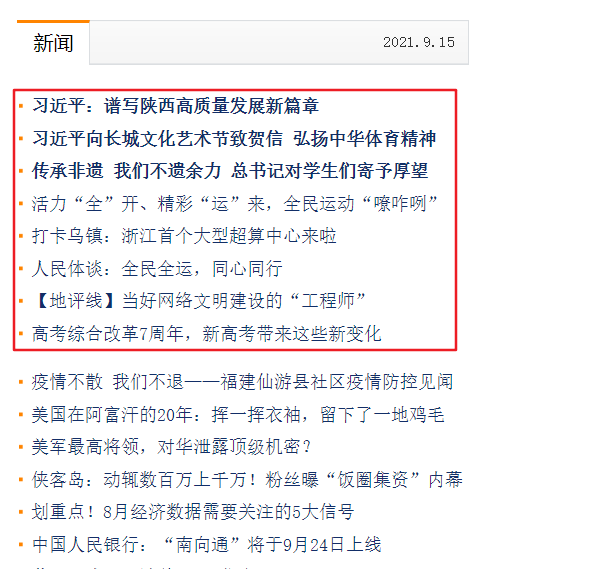 新闻
2021.9.15
习近平：谱写陕西高质量发展新篇章
习近平向长城文化艺术节致贺信 弘扬中华体育精神
传承非遗 我们不遗余力 总书记对学生们寄予厚望
活力“全”开、精彩“运”来，全民运动“嘹咋咧”
打卡乌镇：浙江首个大型超算中心来啦
人民体谈：全民全运，同心同行
【地评线】当好网络文明建设的“工程师”
高考综合改革7周年，新高考带来这些新变化
疫情不散 我们不退——福建仙游县社区疫情防控见闻
美国在阿富汗的20年：挥一挥衣袖，留下了一地鸡毛
美军最高将领，对华泄露顶级机密？
侠客岛：动辄数百万上千万！粉丝曝“饭圈集资”内幕
划重点！8月经济数据需要关注的5大信号
中国人民银行：“南向通”将于9月24日上线